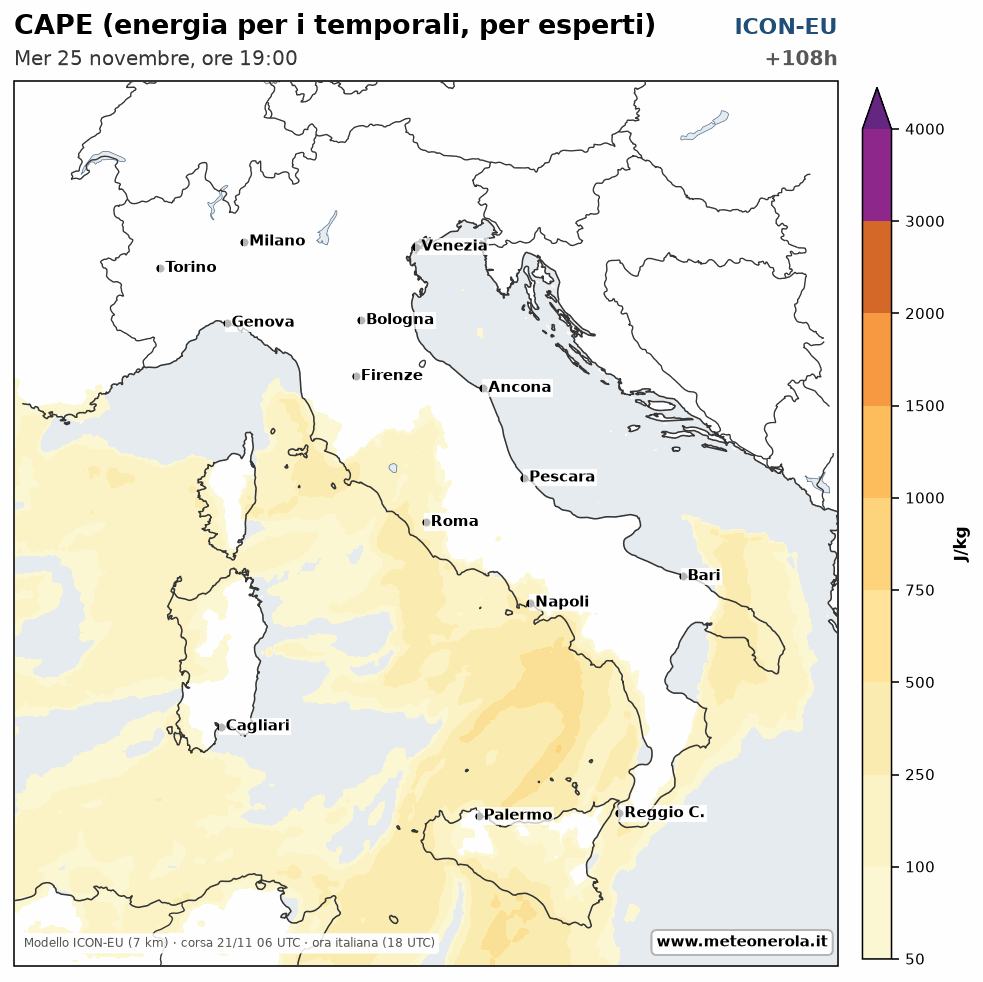 CAPE (energia per i temporali, per esperti)
ICON-EU
Mer 25 novembre, ore 19:00
+108h
4000
3000
2000
1500
1000
750
500
250
100
50
J/kg
Milano
Venezia
Torino
Genova
Bologna
Firenze
Ancona
Pescara
Roma
Bari
Napoli
Cagliari
Palermo
Reggio C.
Modello ICON-EU (7 km) · corsa 21/11 06 UTC · ora italiana (18 UTC)
www.meteonerola.it